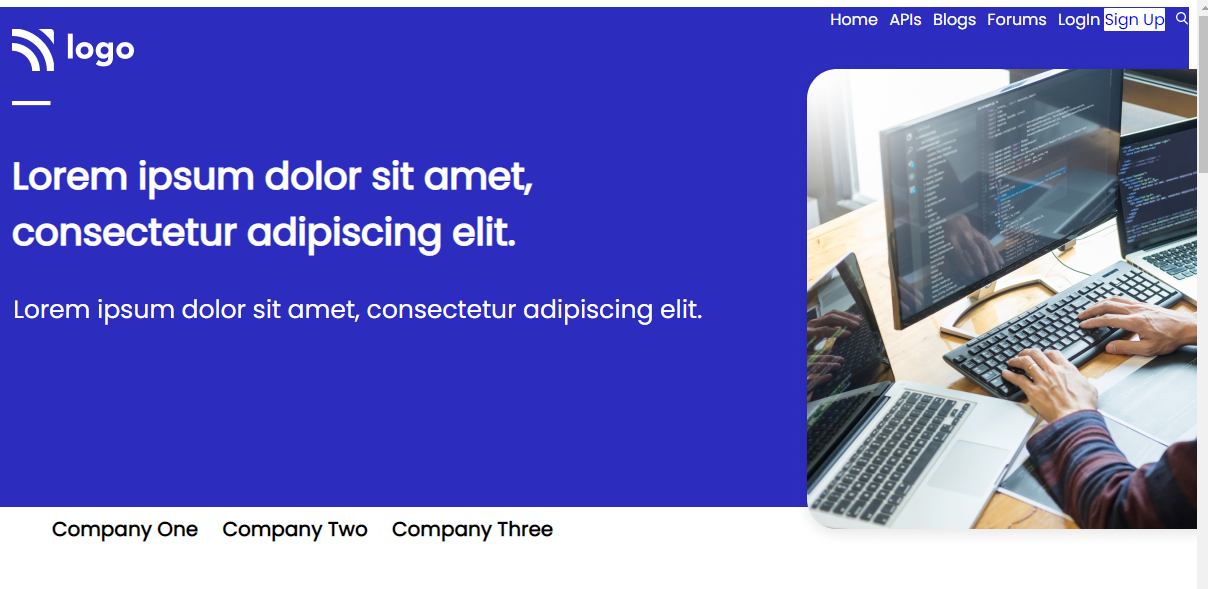 Home APIs Blogs Forums LogIn Sign Up
logo
Lorem ipsum dolor sit amet,
consectetur adipiscing elit.
Lorem ipsum dolor sit amet, consectetur adipiscing elit.
Company One Company Two Company Three